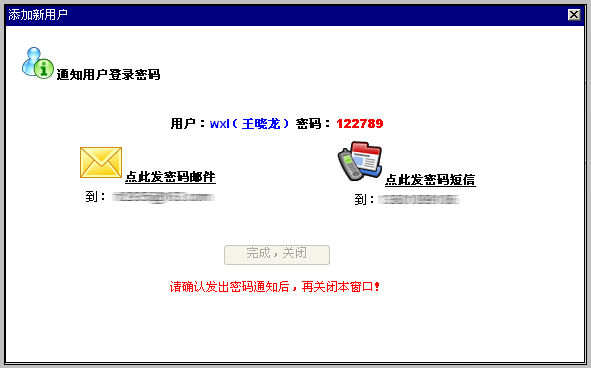 添加新用户
通知用户登录密码
用户：wxl（王晓龙）密码：122789
点此发密码邮件
到：
点此发密码短信
到：
完成，关闭
请确认发出密码通知后，再关闭本窗口！